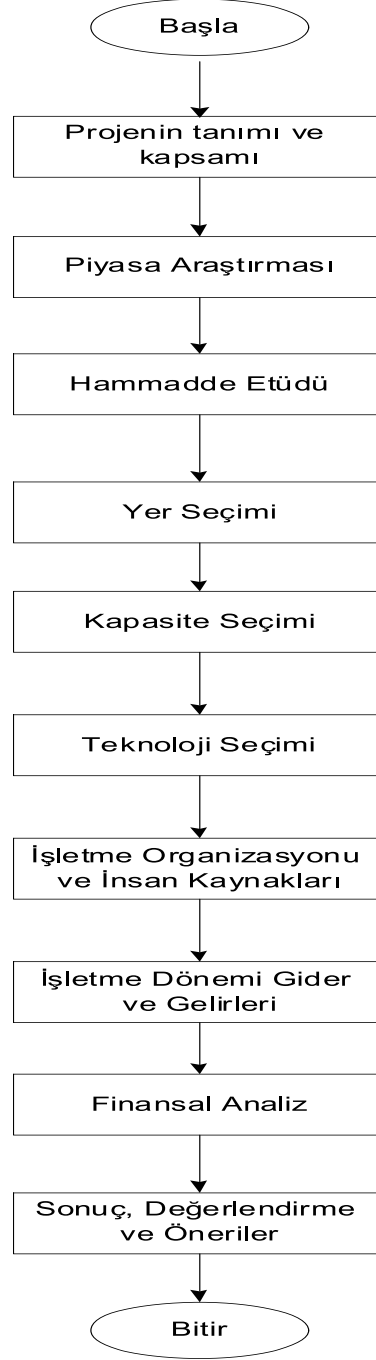 Başla
Projenin tanımı ve
kapsamı
Piyasa Araştırması
Hammadde Etüdü
Yer Seçimi
Kapasite Seçimi
Teknoloji Seçimi
İşletme Organizasyonu
ve İnsan Kaynakları
İşletme Dönemi Gider
ve Gelirleri
Finansal Analiz
Sonuç, Değerlendirme
ve Öneriler
Bitir